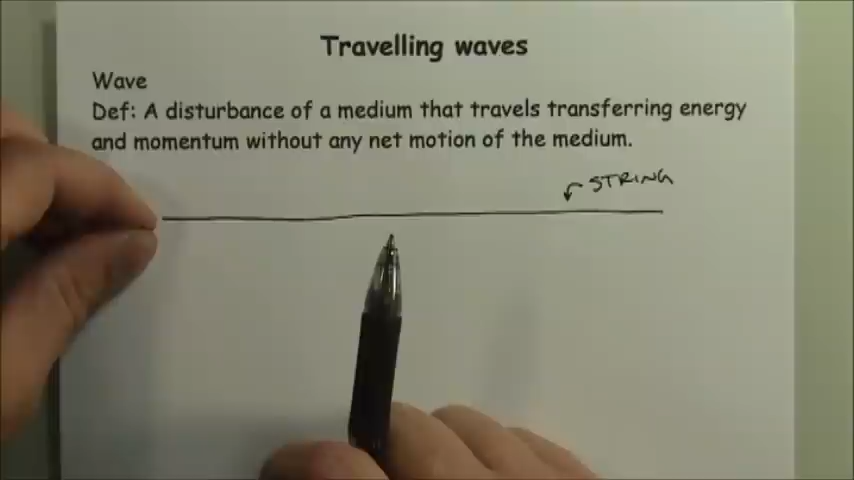 Travelling waves
Wave
Def: A disturbance of a medium that travels transferring energy
and momentum without any net motion of the medium.
STRING